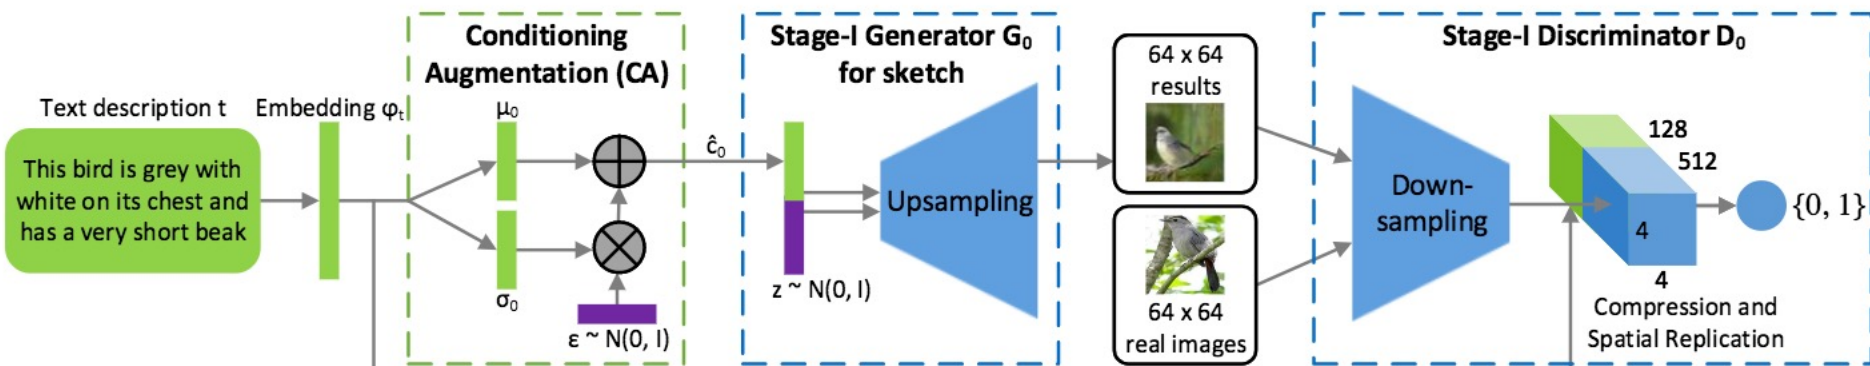 Text description t
This bird is grey with
white on its chest and
has a very short beak
Embedding φₜ
Conditioning
Augmentation (CA)
μ₀
σ₀
ε ~ N(0, I)
ĉ₀
Stage-I Generator G₀
for sketch
z ~ N(0, I)
Upsampling
64 x 64
results
64 x 64
real images
Stage-I Discriminator D₀
Down-
sampling
128
512
4
4
Compression and
Spatial Replication
{0, 1}